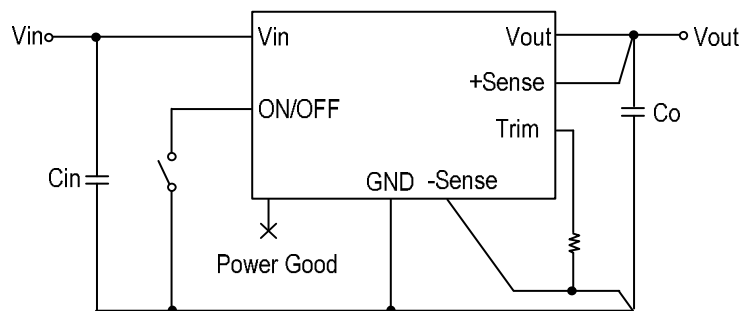 Vin
Vin
Vout
Vout
+Sense
ON/OFF
Co
Trim
Cin
GND
-Sense
Power Good